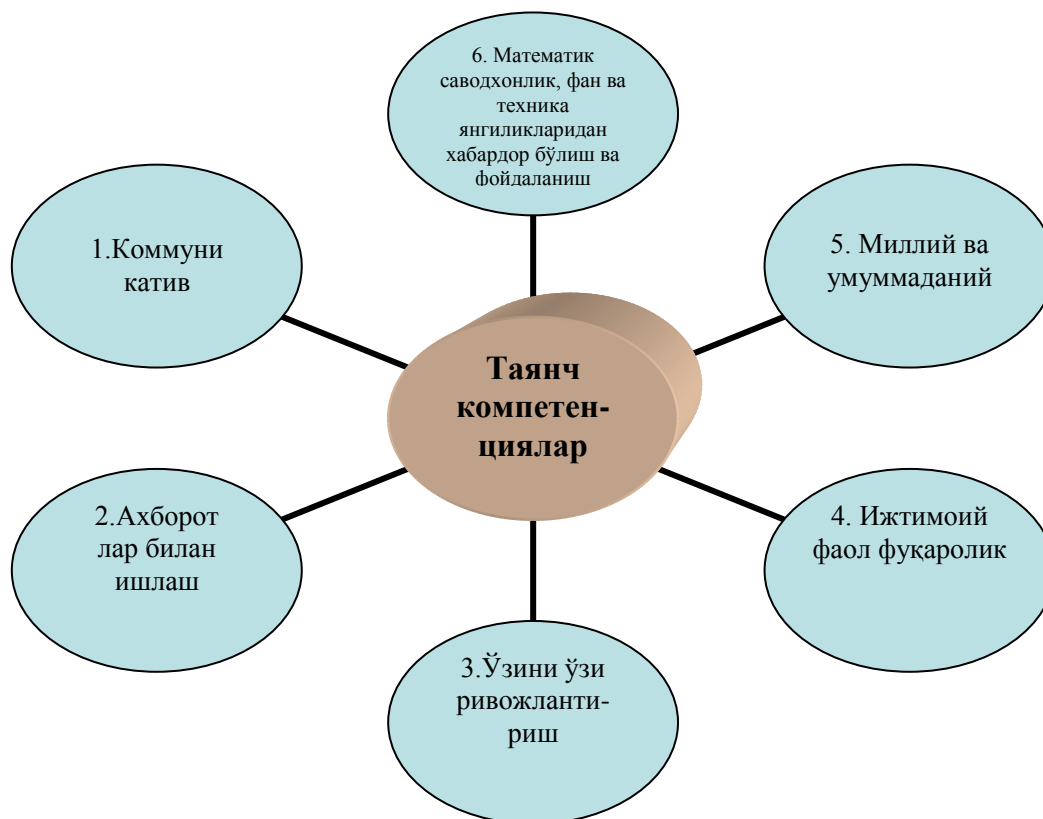 6. Математик
саводхонлик, фан ва
техника
янгиликларидан
хабардор бўлиш ва
фойдаланиш
1.Коммуни
катив
5. Миллий ва
умуммаданий
Таянч
компетен-
циялар
2.Ахборот
лар билан
ишлаш
4. Ижтимоий
фаол фуқаролик
3.Ўзини ўзи
ривожланти-
риш